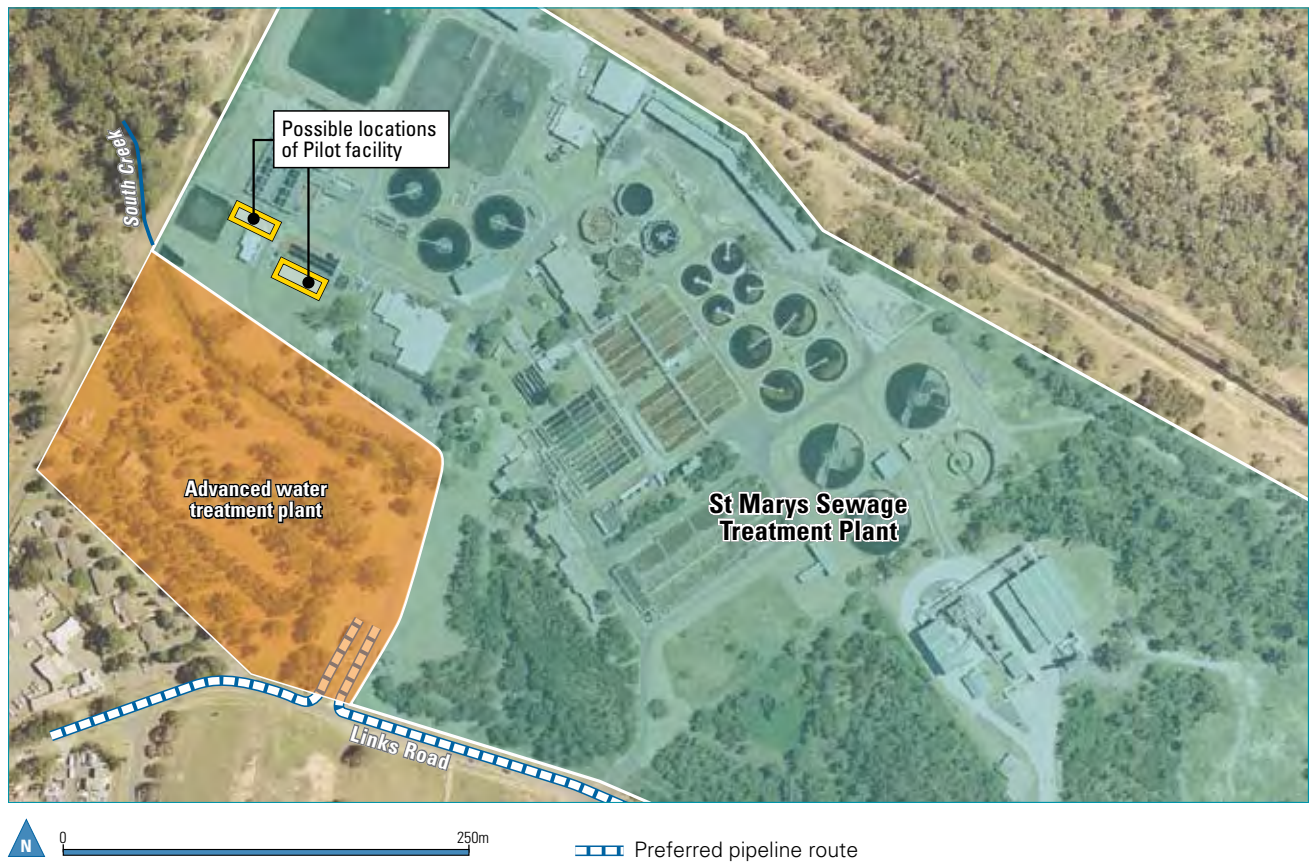 Possible locations
of Pilot facility
South Creek
Advanced water
treatment plant
St Marys Sewage
Treatment Plant
Links Road
N
0
250m
Preferred pipeline route